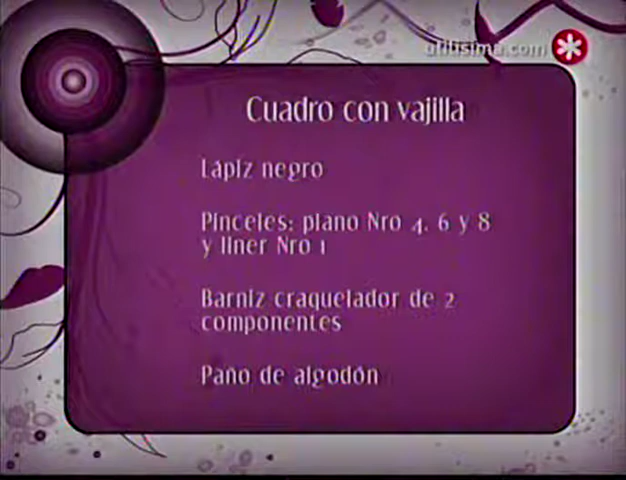 utilisima.com
Cuadro con vajilla
Lápiz negro
Pinceles: plano Nro 4, 6 y 8
y liner Nro 1
Barniz craquelador de 2
componentes
Paño de algodón